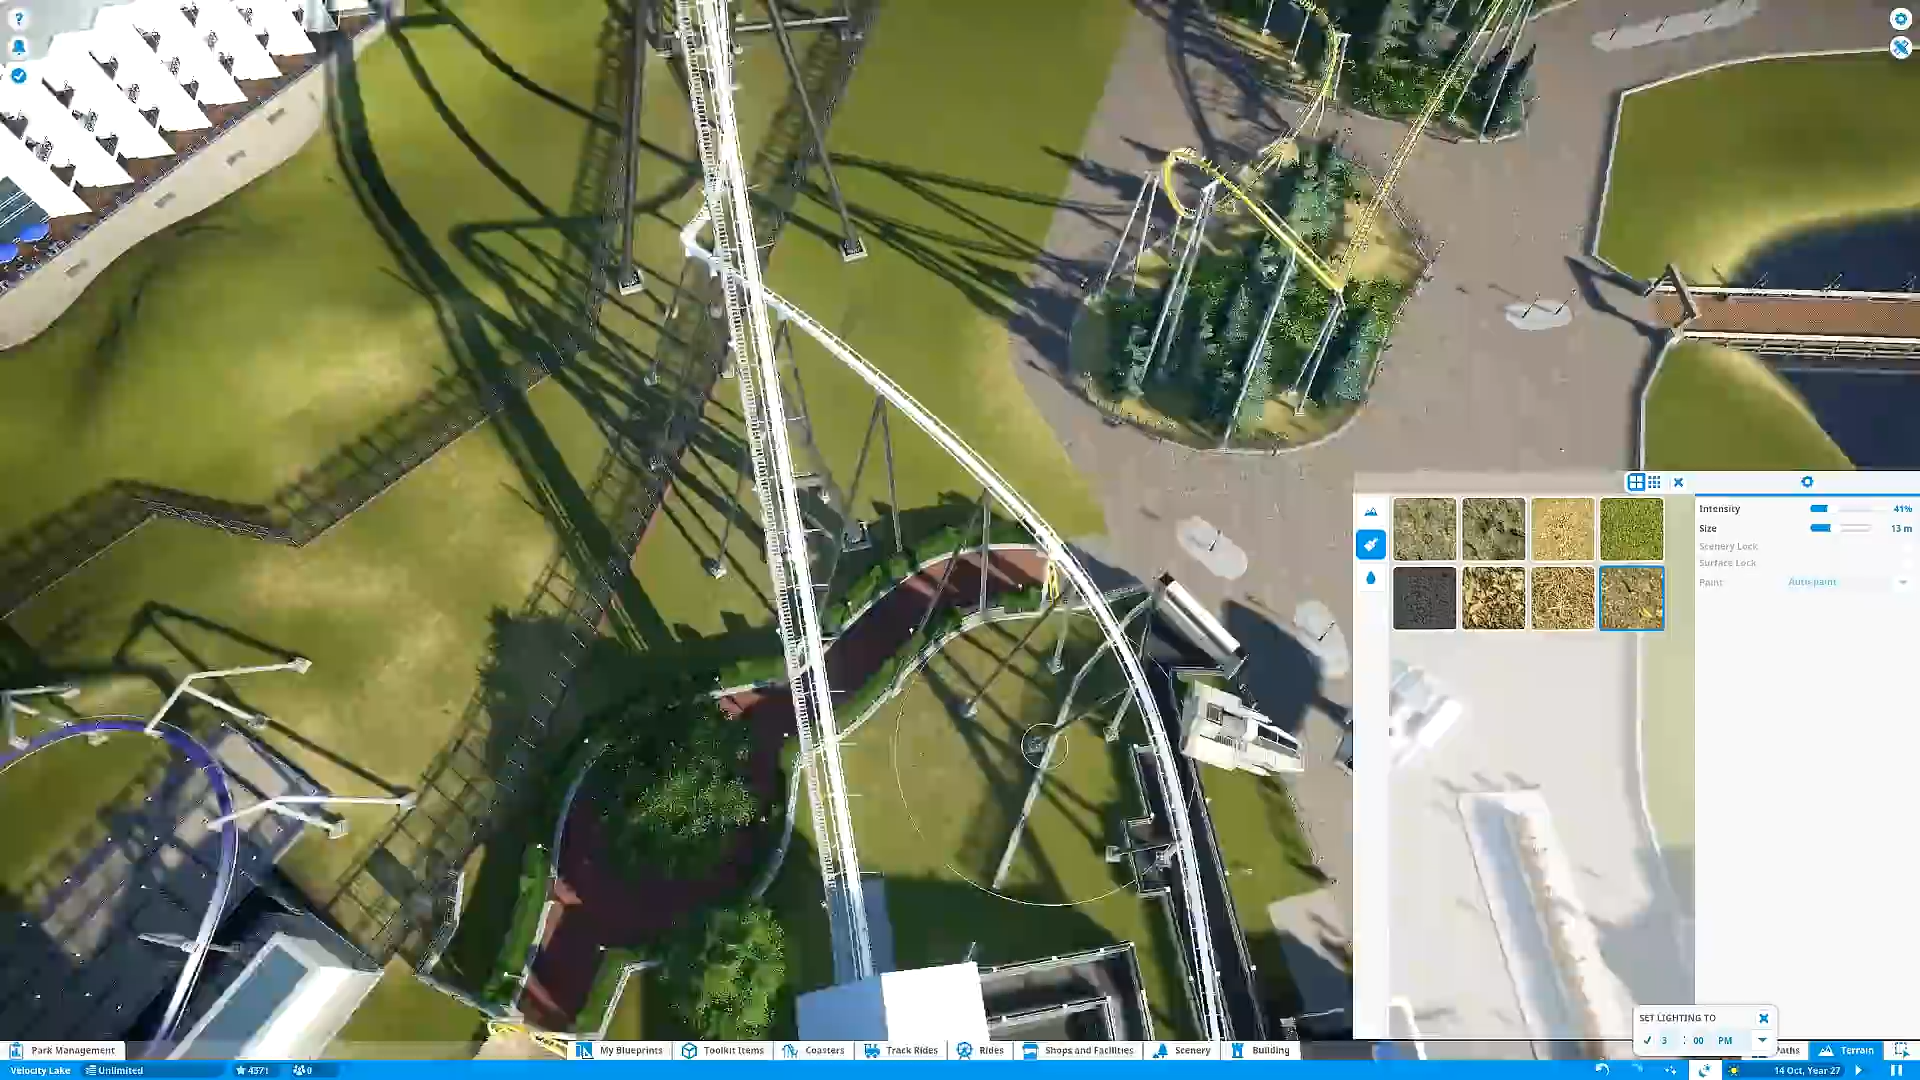 ?
Intensity 41%
Size 13 m
Scenery Lock
Surface Lock
Paint Auto-paint
SET LIGHTING TO
3 : 00 PM
Park Management
My Blueprints
Toolkit Items
Coasters
Track Rides
Rides
Shops and Facilities
Scenery
Building
Paths
Terrain
Velocity Lake
Unlimited
4371
0
14 Oct, Year 27